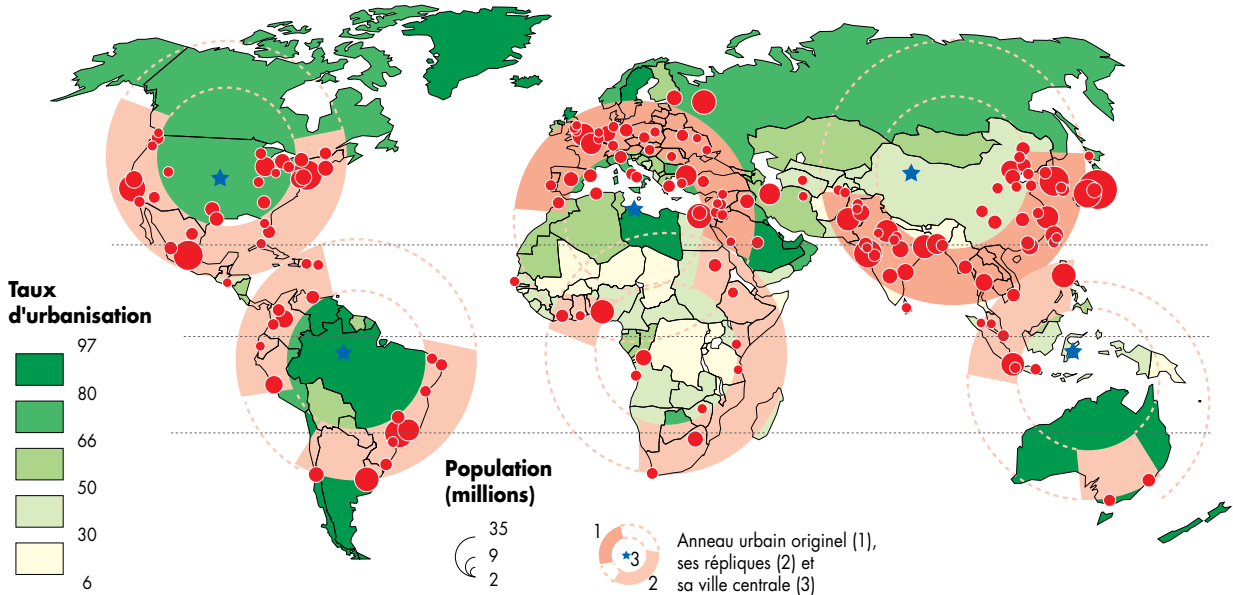 Taux
d'urbanisation
97
80
66
50
30
6
Population
(millions)
35
9
2
1
3
2
Anneau urbain originel (1),
ses répliques (2) et
sa ville centrale (3)